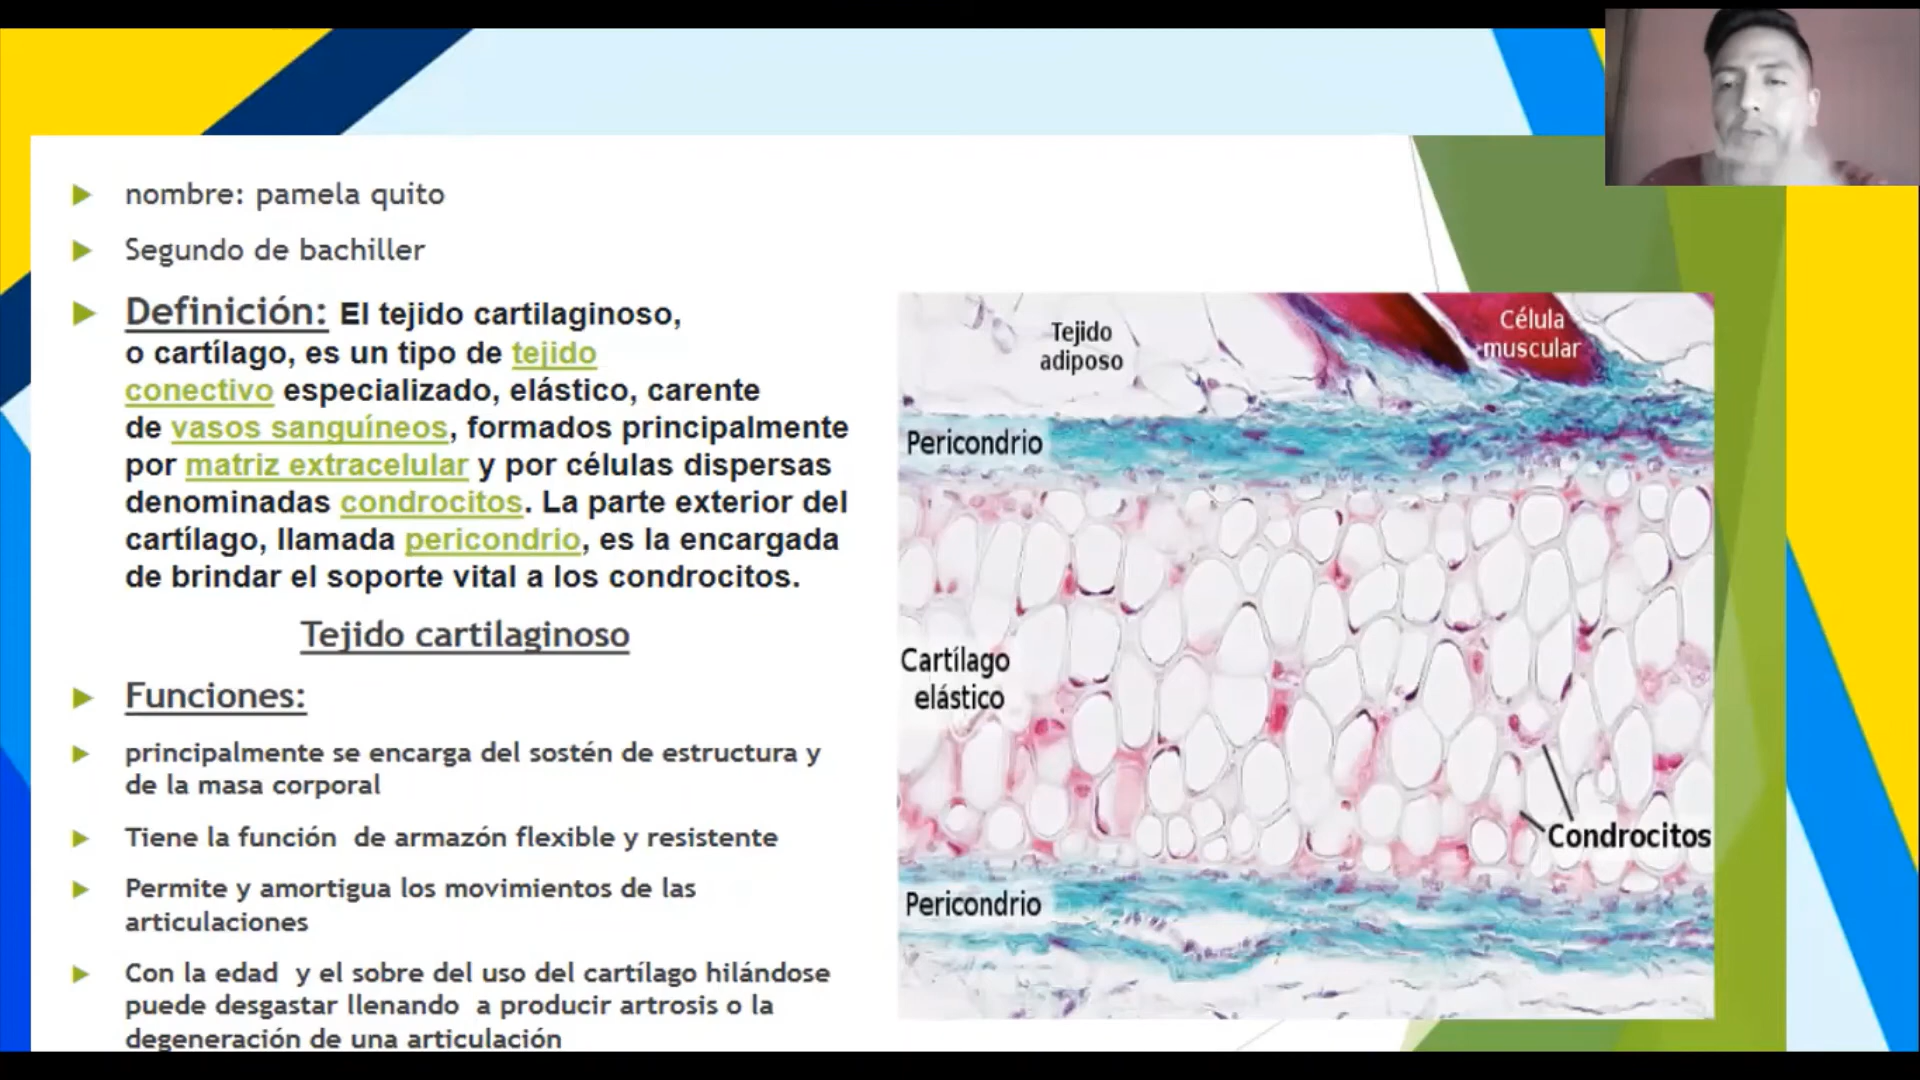 nombre: pamela quito
Segundo de bachiller
Definición: El tejido cartilaginoso,
o cartílago, es un tipo de tejido
conectivo especializado, elástico, carente
de vasos sanguíneos, formados principalmente
por matriz extracelular y por células dispersas
denominadas condrocitos. La parte exterior del
cartílago, llamada pericondrio, es la encargada
de brindar el soporte vital a los condrocitos.
Tejido cartilaginoso
Funciones:
principalmente se encarga del sostén de estructura y
de la masa corporal
Tiene la función de armazón flexible y resistente
Permite y amortigua los movimientos de las
articulaciones
Con la edad y el sobre del uso del cartílago hilándose
puede desgastar llenando a producir artrosis o la
degeneración de una articulación
Tejido
adiposo
Célula
muscular
Pericondrio
Cartílago
elástico
Condrocitos
Pericondrio